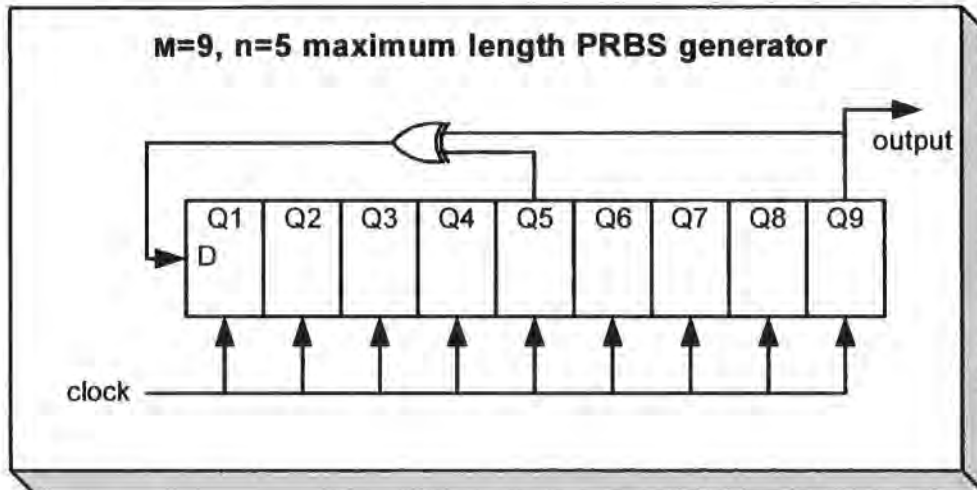 M=9, n=5 maximum length PRBS generator
output
Q1 Q2 Q3 Q4 Q5 Q6 Q7 Q8 Q9
D
clock